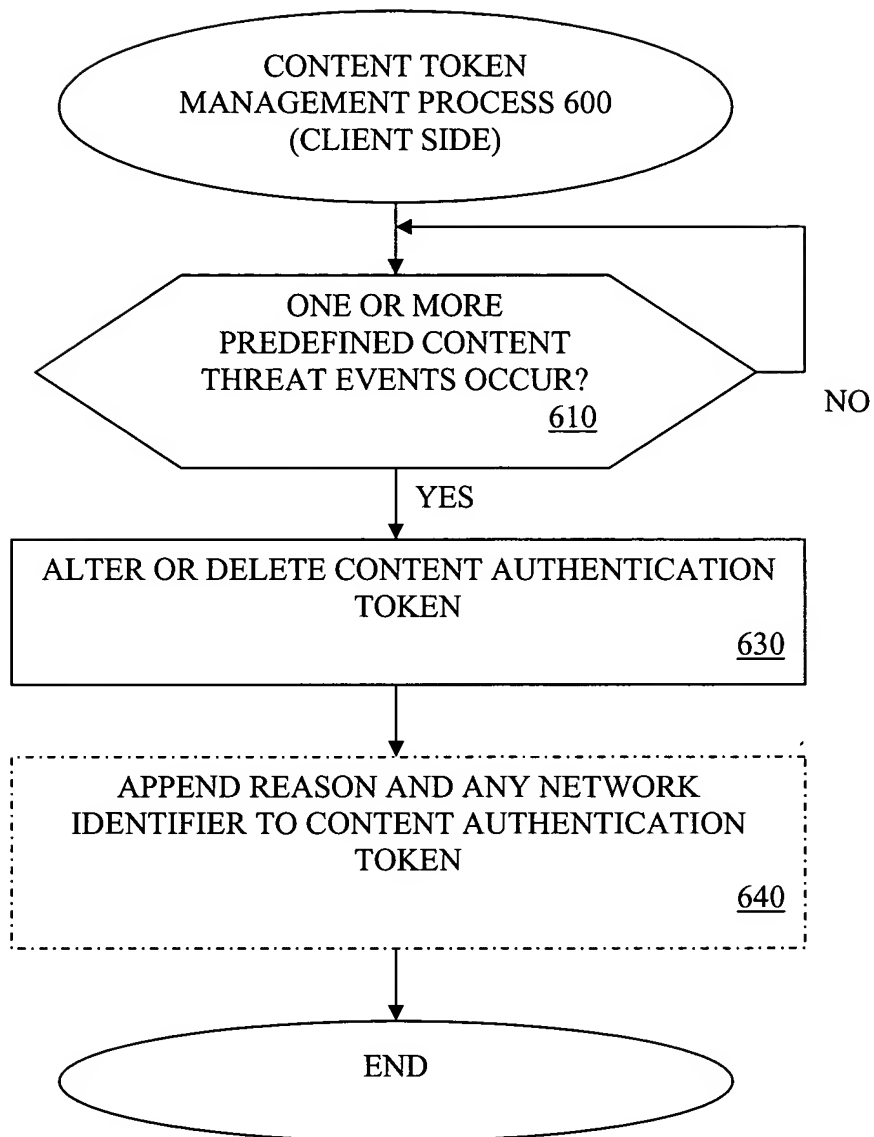 CONTENT TOKEN
MANAGEMENT PROCESS 600
(CLIENT SIDE)
ONE OR MORE
PREDEFINED CONTENT
THREAT EVENTS OCCUR?
610
NO
YES
ALTER OR DELETE CONTENT AUTHENTICATION
TOKEN
630
APPEND REASON AND ANY NETWORK
IDENTIFIER TO CONTENT AUTHENTICATION
TOKEN
640
END